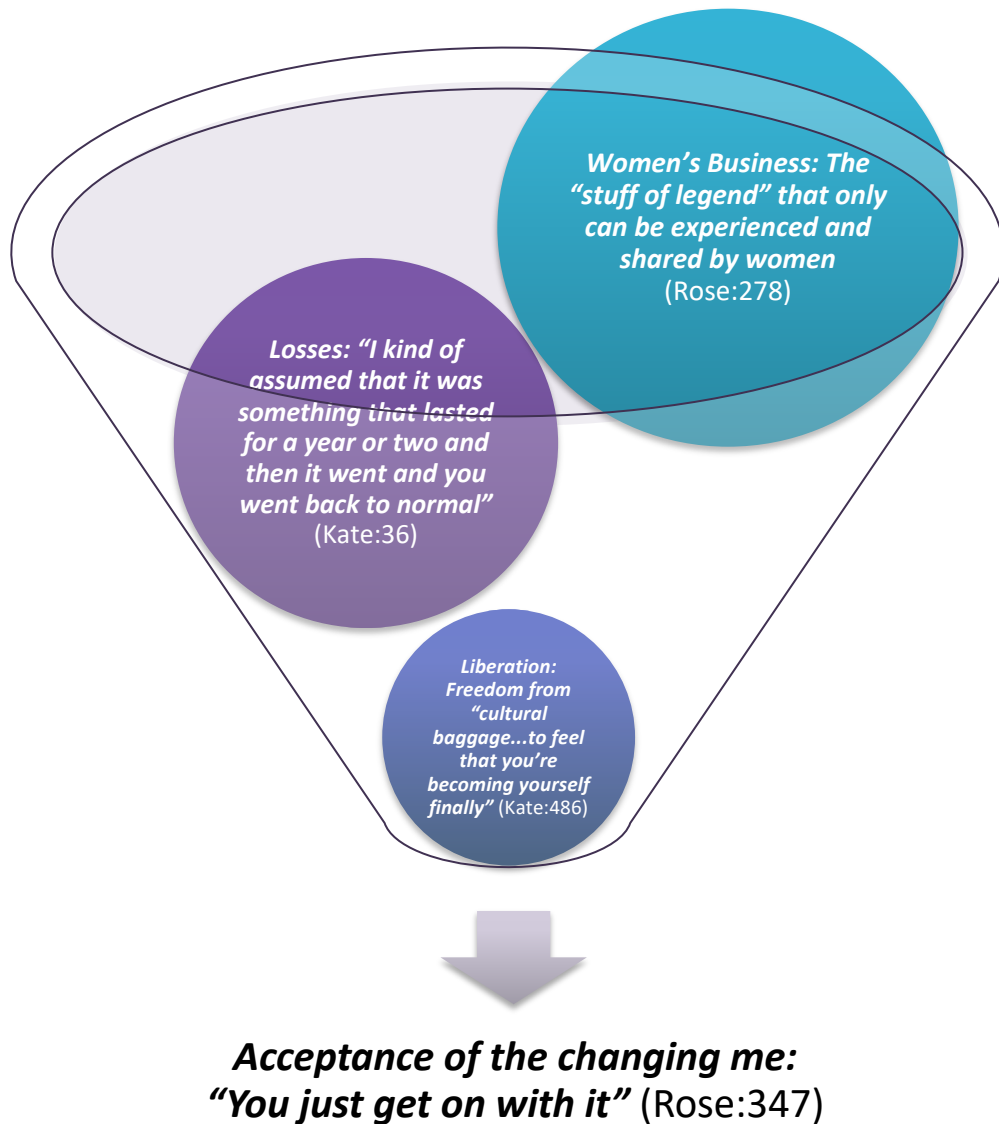 Women’s Business: The
“stuff of legend” that only
can be experienced and
shared by women
(Rose:278)
Losses: “I kind of
assumed that it was
something that lasted
for a year or two and
then it went and you
went back to normal”
(Kate:36)
Liberation:
Freedom from
“cultural
baggage...to feel
that you’re
becoming yourself
finally” (Kate:486)
Acceptance of the changing me:
“You just get on with it” (Rose:347)